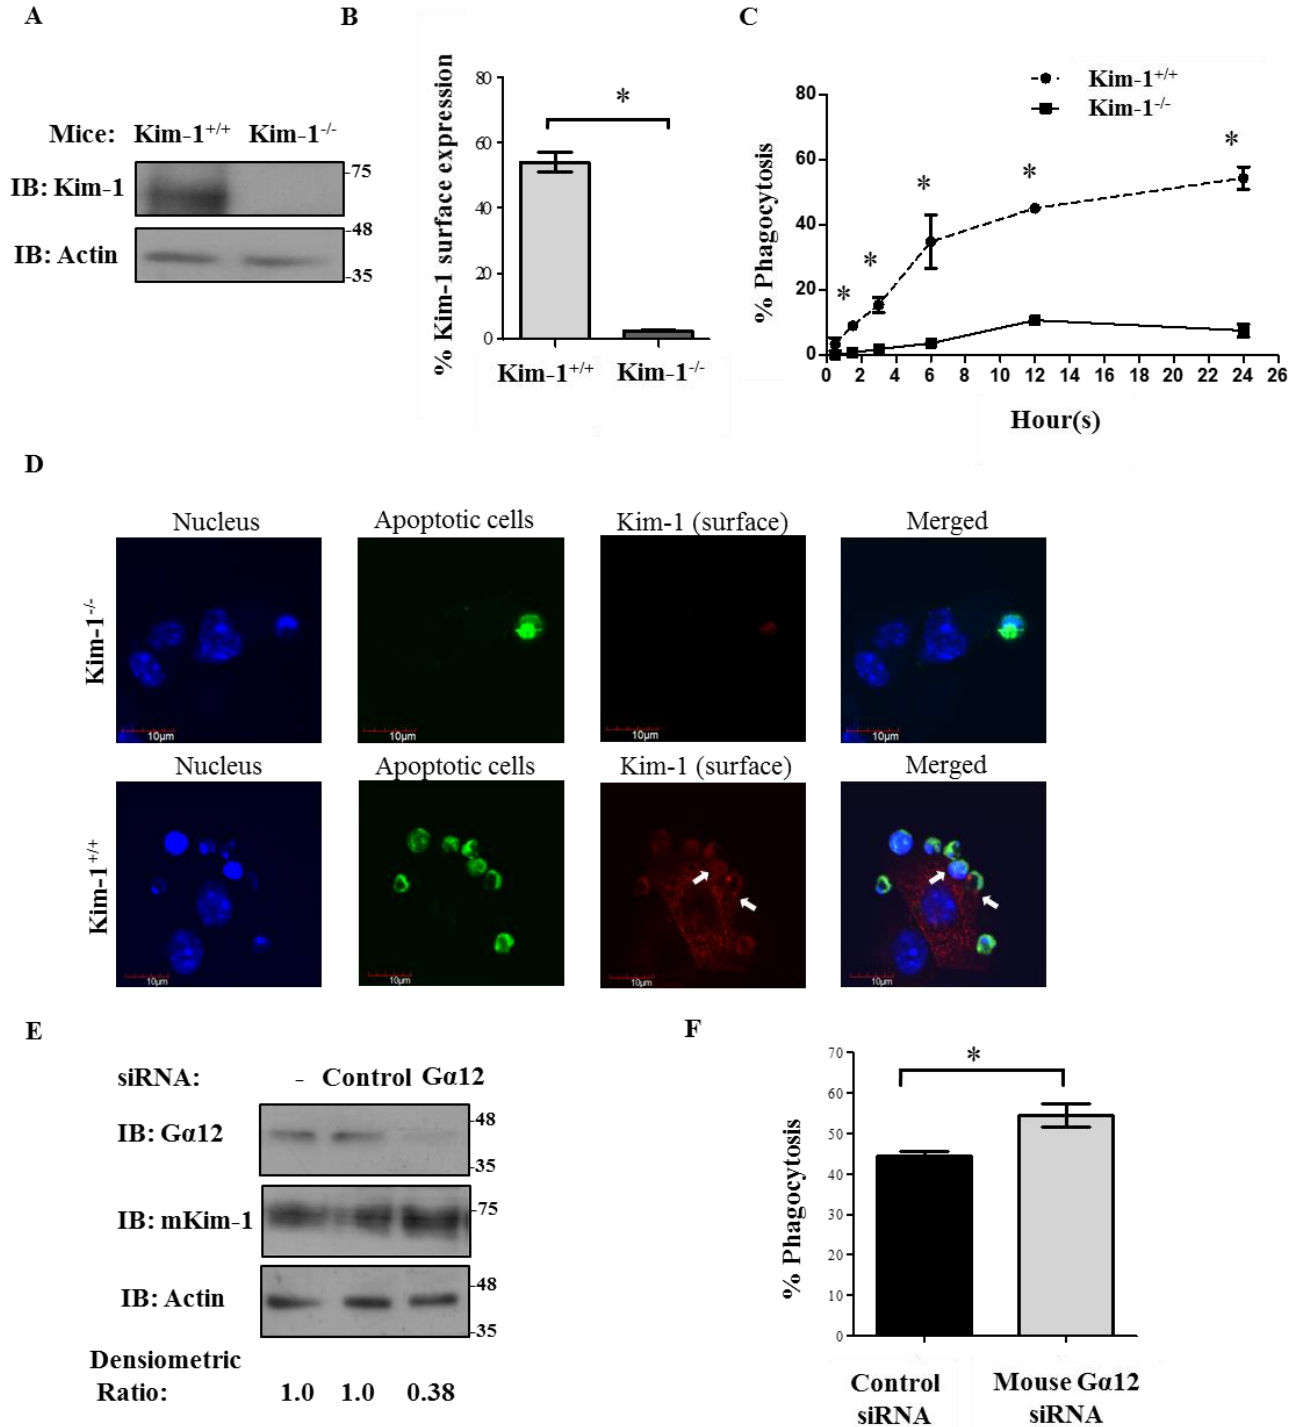 A
Mice: Kim-1+/+ Kim-1-/-
IB: Kim-1
-75
IB: Actin
-48
-35
B
% Kim-1 surface expression
80
60
40
20
0
*
Kim-1+/+ Kim-1-/-
C
Kim-1+/+
Kim-1-/-
% Phagocytosis
80
60
40
20
0
* * * * *
0 2 4 6 8 10 12 14 16 18 20 22 24 26
Hour(s)
D
Nucleus Apoptotic cells Kim-1 (surface) Merged
Kim-1-/-
10µm 10µm 10µm 10µm
Nucleus Apoptotic cells Kim-1 (surface) Merged
Kim-1+/+
10µm 10µm 10µm 10µm
E
siRNA: - Control Gα12
IB: Gα12
-48
-35
IB: mKim-1
-75
IB: Actin
-48
-35
Densiometric
Ratio: 1.0 1.0 0.38
F
% Phagocytosis
70
60
50
40
30
20
10
0
*
Control
siRNA
Mouse Gα12
siRNA